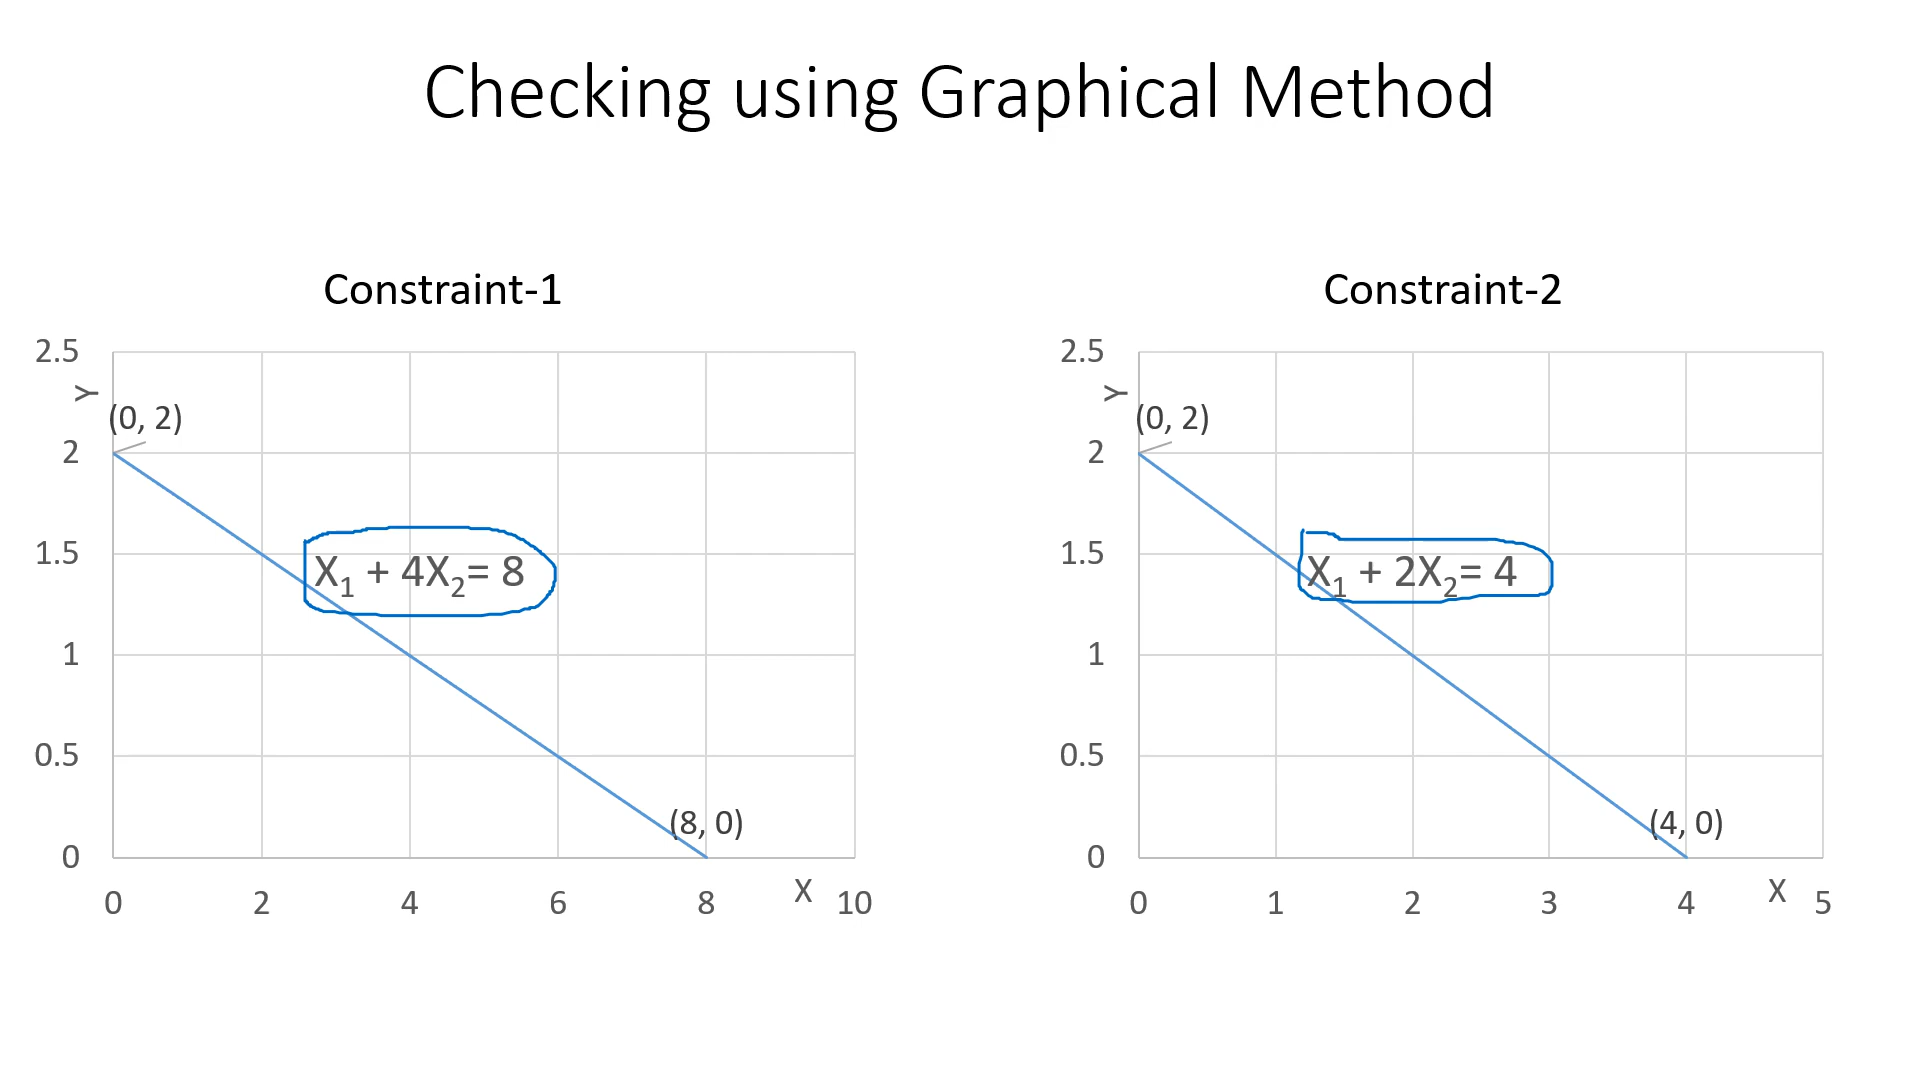 Checking using Graphical Method
Constraint-1
2.5
Y
(0, 2)
2
1.5
X₁ + 4X₂= 8
1
0.5
(8, 0)
0
0 2 4 6 8 X 10
Constraint-2
2.5
Y
(0, 2)
2
1.5
X₁ + 2X₂= 4
1
0.5
(4, 0)
0
0 1 2 3 4 X 5